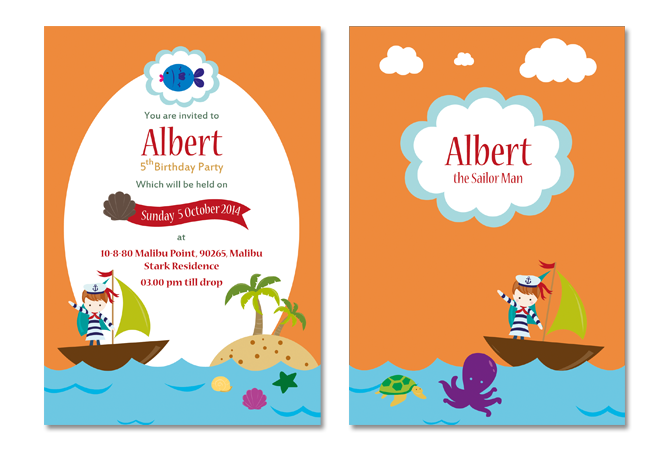 You are invited to
Albert
5th Birthday Party
Which will be held on
Sunday 5 October 2014
at
10-8-80 Malibu Point, 90265, Malibu
Stark Residence
03.00 pm till drop
Albert
the Sailor Man